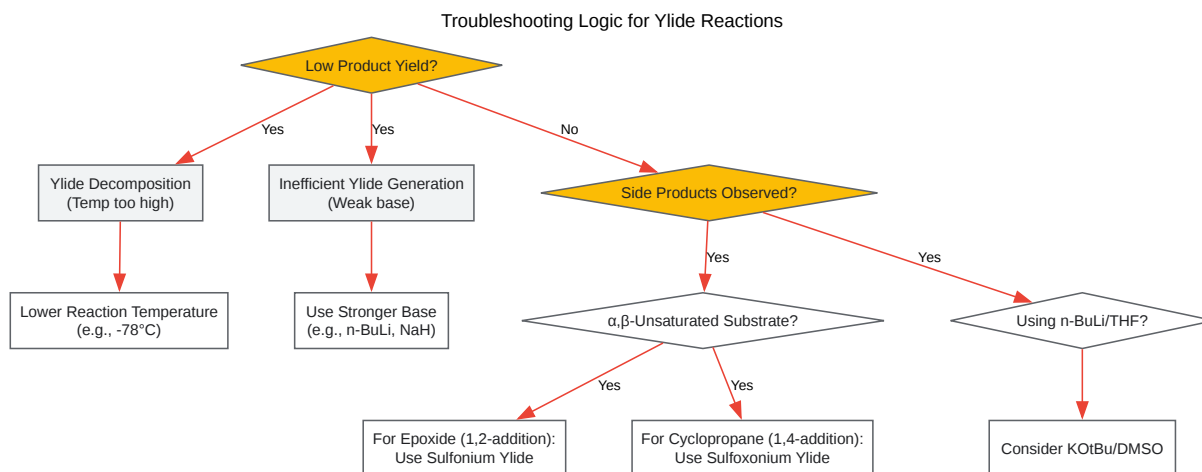 Troubleshooting Logic for Ylide Reactions
Low Product Yield?
Yes
Yes
No
Ylide Decomposition
(Temp too high)
Inefficient Ylide Generation
(Weak base)
Side Products Observed?
Yes
Yes
Lower Reaction Temperature
(e.g., -78°C)
Use Stronger Base
(e.g., n-BuLi, NaH)
α,β-Unsaturated Substrate?
Using n-BuLi/THF?
Yes
Yes
For Epoxide (1,2-addition):
Use Sulfonium Ylide
For Cyclopropane (1,4-addition):
Use Sulfoxonium Ylide
Consider KOtBu/DMSO